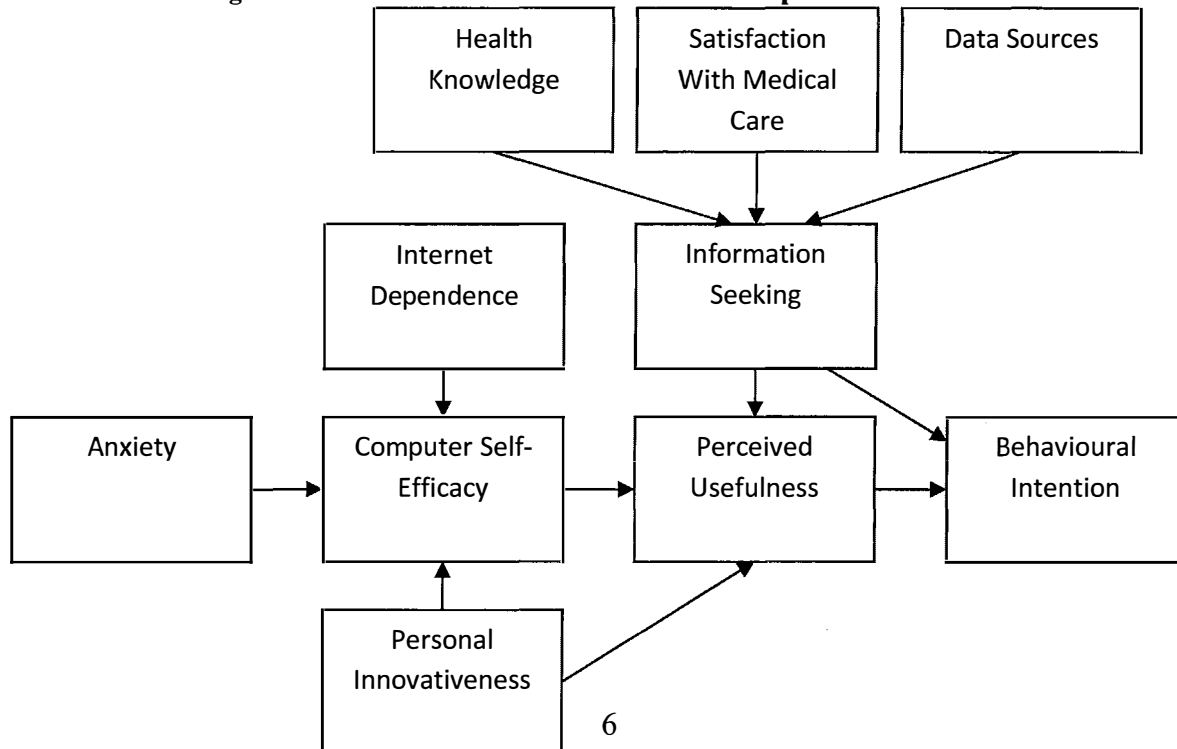 Health
Knowledge
Satisfaction
With Medical
Care
Data Sources
Internet
Dependence
Information
Seeking
Anxiety
Computer Self-
Efficacy
Perceived
Usefulness
Behavioural
Intention
Personal
Innovativeness
6